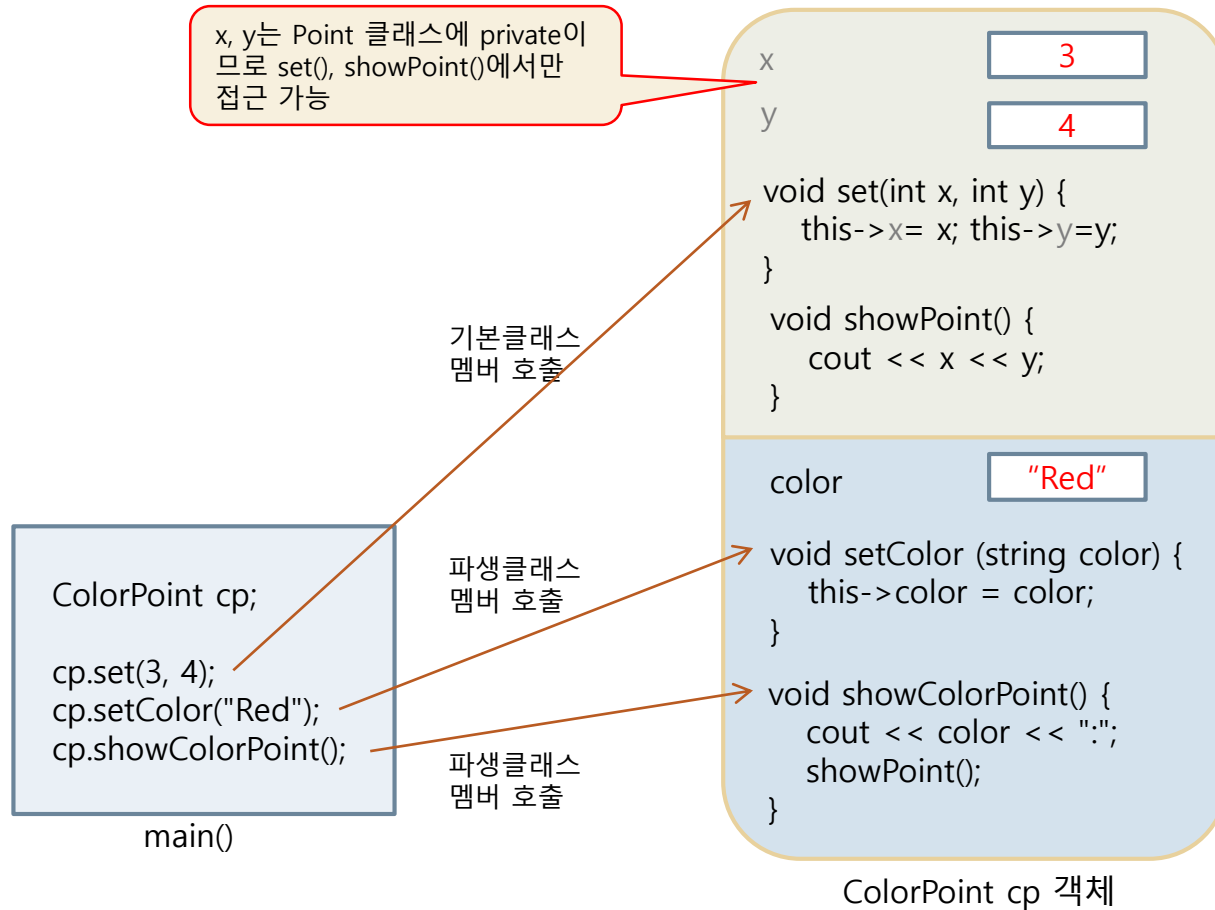 x, y는 Point 클래스에 private이
므로 set(), showPoint()에서만
접근 가능
x
3
y
4
void set(int x, int y) {
this->x= x; this->y=y;
}
void showPoint() {
cout << x << y;
}
기본클래스
멤버 호출
color
"Red"
void setColor (string color) {
this->color = color;
}
void showColorPoint() {
cout << color << ":";
showPoint();
}
파생클래스
멤버 호출
ColorPoint cp;
cp.set(3, 4);
cp.setColor("Red");
cp.showColorPoint();
파생클래스
멤버 호출
main()
ColorPoint cp 객체